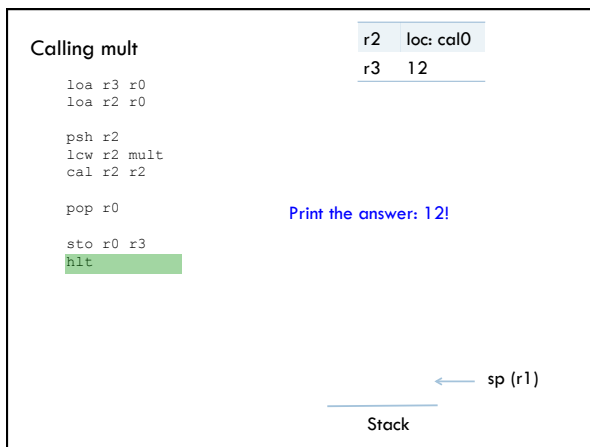 Calling mult
r2 loc: cal0
r3 12
loa r3 r0
loa r2 r0
psh r2
lcw r2 mult
cal r2 r2
pop r0
sto r0 r3
hlt
Print the answer: 12!
sp (r1)
Stack